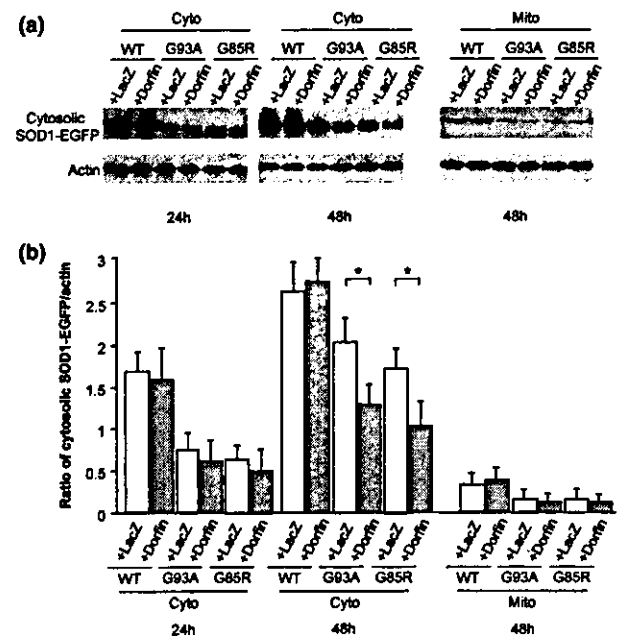 (a)
Cyto Cyto Mito
WT G93A G85R WT G93A G85R WT G93A G85R
+LacZ +Dorfin +LacZ +Dorfin +LacZ +Dorfin +LacZ +Dorfin +LacZ +Dorfin +LacZ +Dorfin +LacZ +Dorfin +LacZ +Dorfin +LacZ +Dorfin
Cytosolic
SOD1-EGFP
Actin
24h 48h 48h
(b)
Ratio of cytosolic SOD1-EGFP/actin
3
2.5
2
1.5
1
0.5
0
* *
+LacZ +Dorfin +LacZ +Dorfin +LacZ +Dorfin +LacZ +Dorfin +LacZ +Dorfin +LacZ +Dorfin +LacZ +Dorfin +LacZ +Dorfin +LacZ +Dorfin
WT G93A G85R WT G93A G85R WT G93A G85R
Cyto Cyto Mito
24h 48h 48h